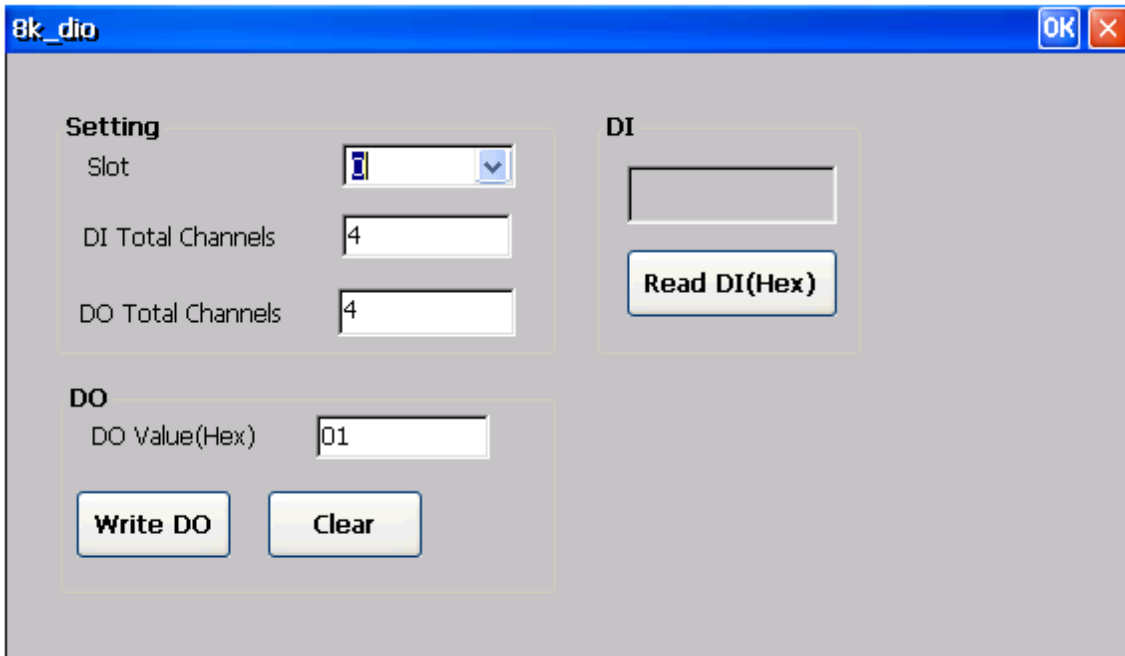 8k_dio
OK
Setting
Slot
DI Total Channels
4
DO Total Channels
4
DI
Read DI(Hex)
DO
DO Value(Hex)
01
Write DO
Clear